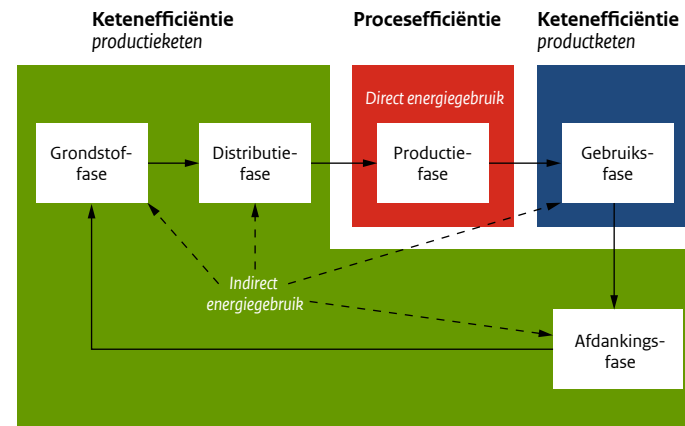 Ketenefficiëntie
productieketen
Procesefficiëntie
Ketenefficiëntie
productketen
Direct energiegebruik
Grondstof-
fase
Distributie-
fase
Productie-
fase
Gebruiks-
fase
Indirect
energiegebruik
Afdankings-
fase